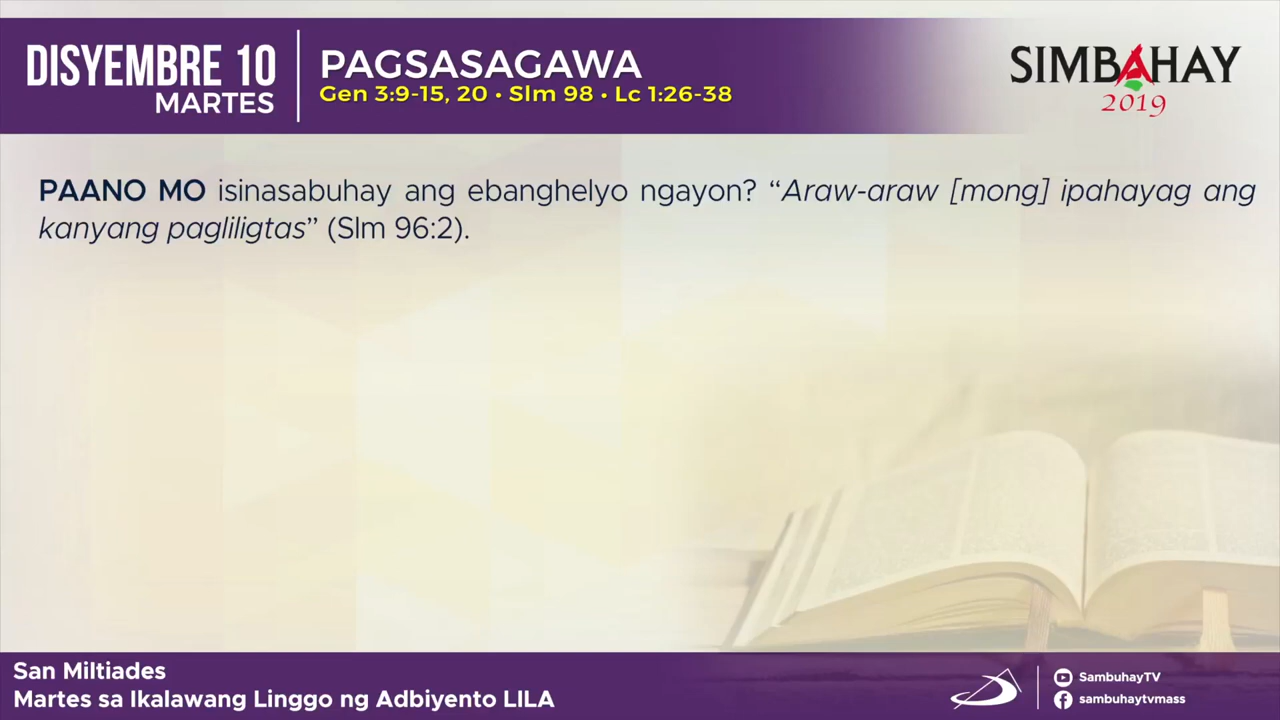 DISYEMBRE 10
MARTES
PAGSASAGAWA
Gen 3:9-15, 20 • Slm 98 • Lc 1:26-38
SIMBAHAY
2019
PAANO MO isinasabuhay ang ebanghelyo ngayon? “Araw-araw [mong] ipahayag ang
kanyang pagliligtas” (Slm 96:2).
San Miltiades
Martes sa Ikalawang Linggo ng Adbiyento LILA
SambuhayTV
sambuhaytvmass